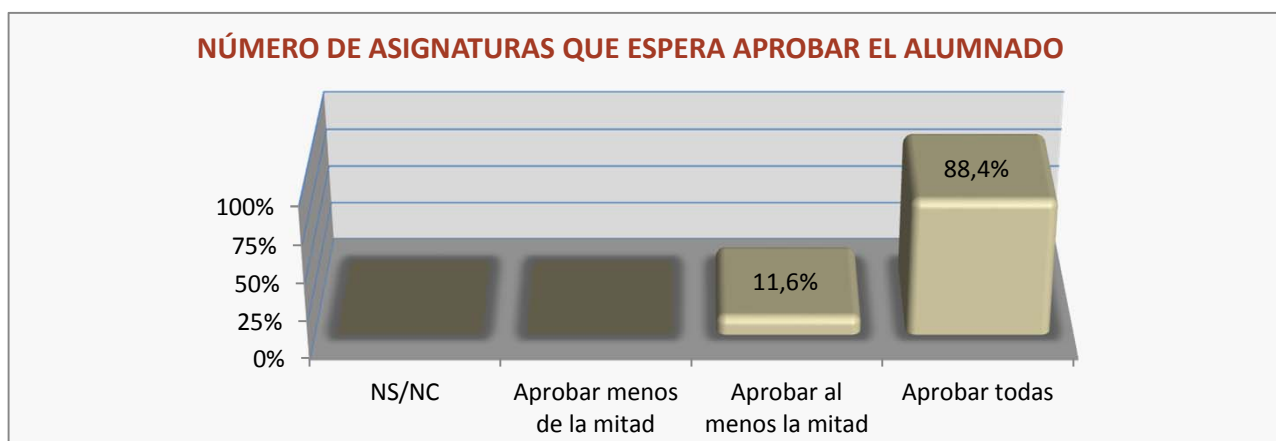 NÚMERO DE ASIGNATURAS QUE ESPERA APROBAR EL ALUMNADO
88,4%
100%
75%
50%
25%
0%
11,6%
NS/NC
Aprobar menos
de la mitad
Aprobar al
menos la mitad
Aprobar todas